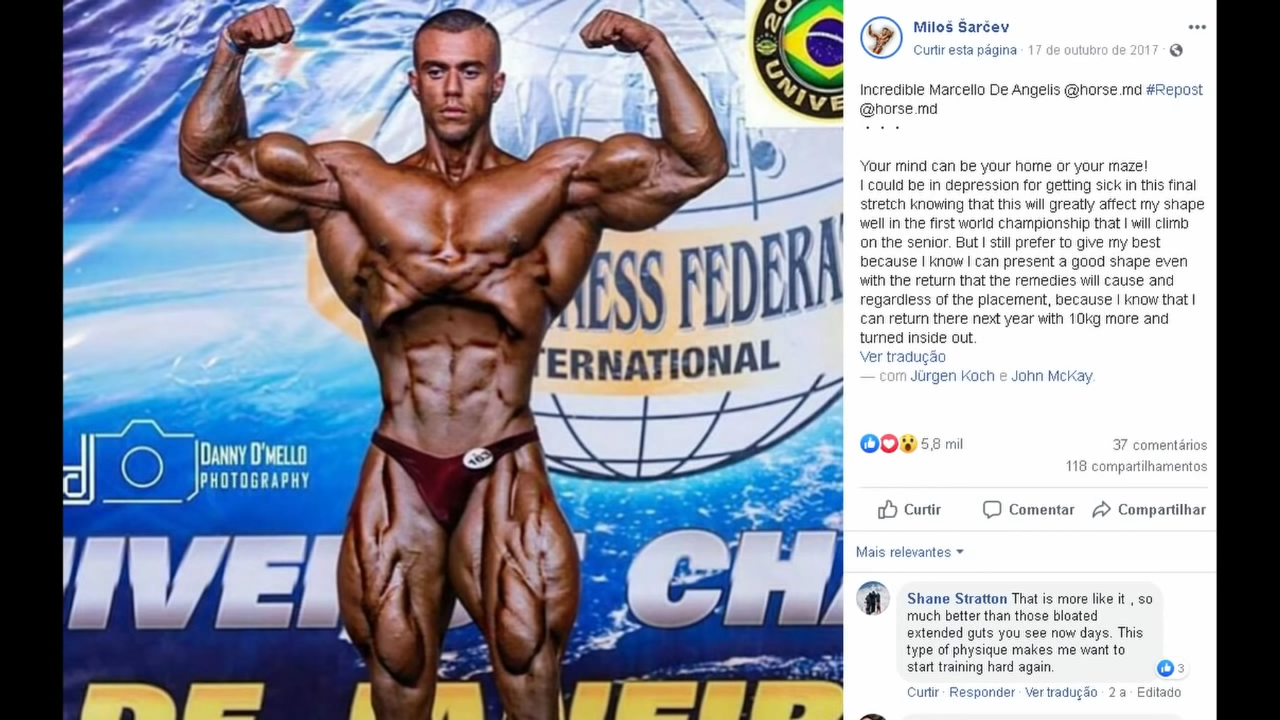 20
UNIVE
W.F.F.
NESS FEDERA
TERNATIONAL
d
DANNY D'MELLO
PHOTOGRAPHY
183
NIVE
CHA
DE JANEIR
Miloš Šarčev
Curtir esta página · 17 de outubro de 2017 ·
Incredible Marcello De Angelis @horse.md #Repost
@horse.md
· · ·
Your mind can be your home or your maze!
I could be in depression for getting sick in this final
stretch knowing that this will greatly affect my shape
well in the first world championship that I will climb
on the senior. But I still prefer to give my best
because I know I can present a good shape even
with the return that the remedies will cause and
regardless of the placement, because I know that I
can return there next year with 10kg more and
turned inside out.
Ver tradução
— com Jürgen Koch e John McKay.
5,8 mil
37 comentários
118 compartilhamentos
Curtir Comentar Compartilhar
Mais relevantes
Shane Stratton That is more like it , so
much better than those bloated
extended guts you see now days. This
type of physique makes me want to
start training hard again.
3
Curtir · Responder · Ver tradução · 2 a · Editado